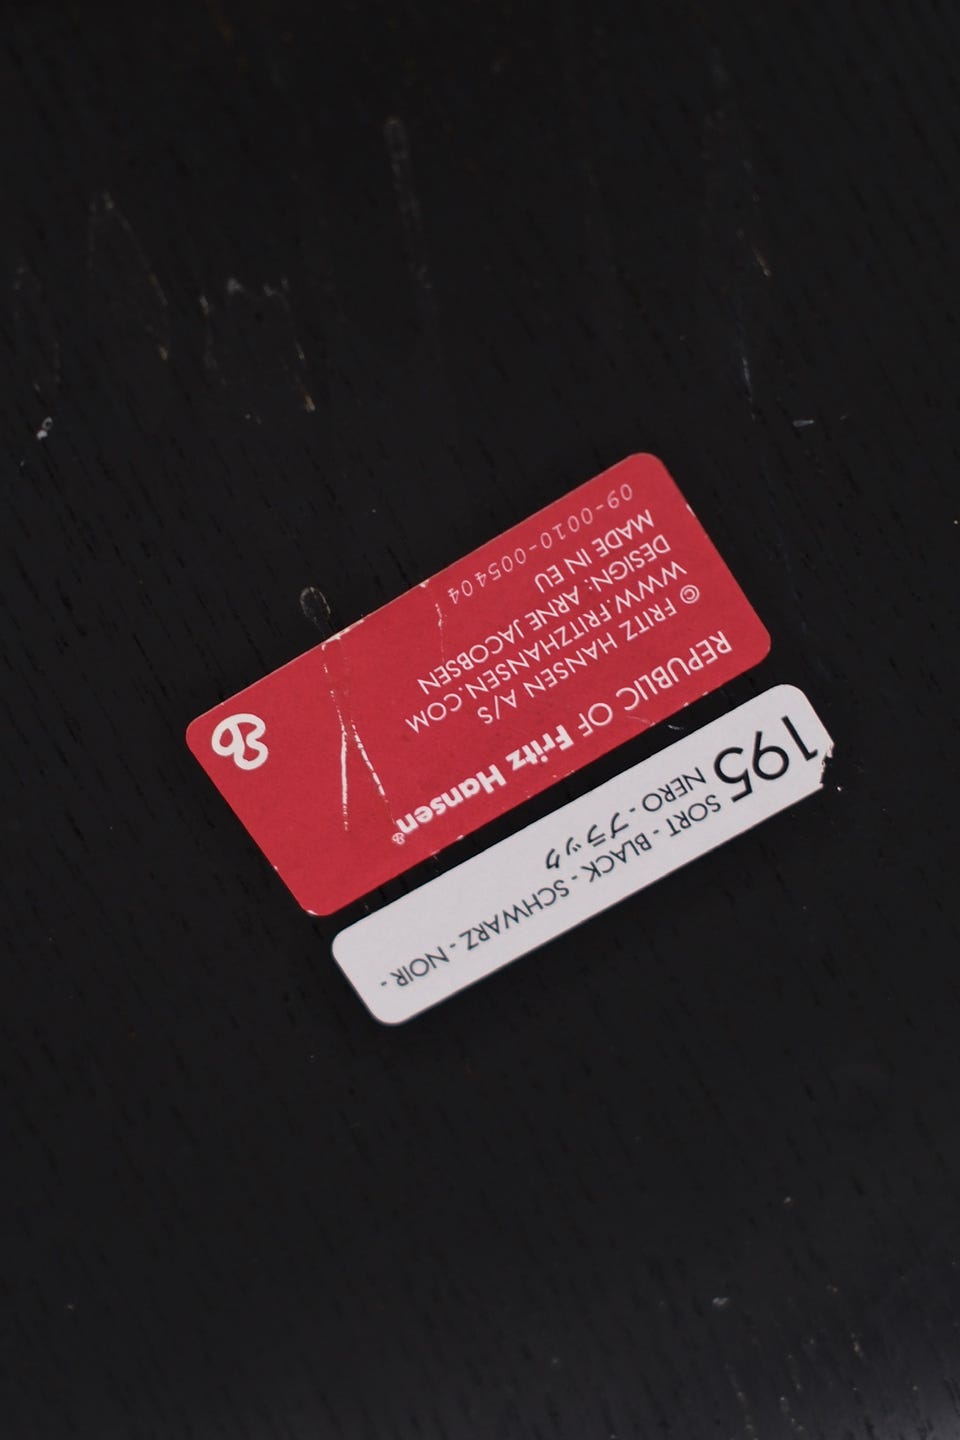 REPUBLIC OF Fritz Hansen®
© FRITZ HANSEN A/S
WWW.FRITZHANSEN.COM
DESIGN: ARNE JACOBSEN
MADE IN EU
09-0010-005404
195
SORT - BLACK - SCHWARZ - NOIR -
NERO - ブラック